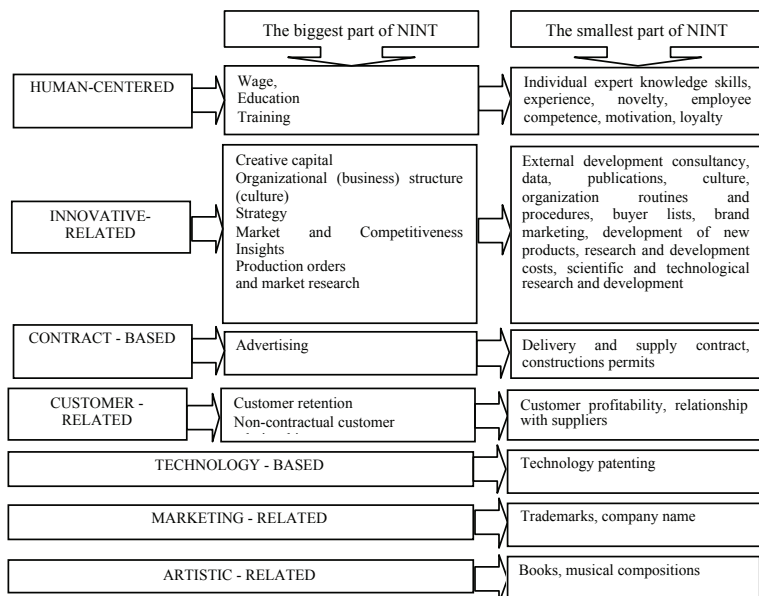 The biggest part of NINT
The smallest part of NINT
HUMAN-CENTERED
Wage,
Education
Training
Individual expert knowledge skills,
experience, novelty, employee
competence, motivation, loyalty
INNOVATIVE-
RELATED
Creative capital
Organizational (business) structure
(culture)
Strategy
Market and Competitiveness
Insights
Production orders
and market research
External development consultancy,
data, publications, culture,
organization routines and
procedures, buyer lists, brand
marketing, development of new
products, research and development
costs, scientific and technological
research and development
CONTRACT - BASED
Advertising
Delivery and supply contract,
constructions permits
CUSTOMER -
RELATED
Customer retention
Non-contractual customer
Customer profitability, relationship
with suppliers
TECHNOLOGY - BASED
Technology patenting
MARKETING - RELATED
Trademarks, company name
ARTISTIC - RELATED
Books, musical compositions